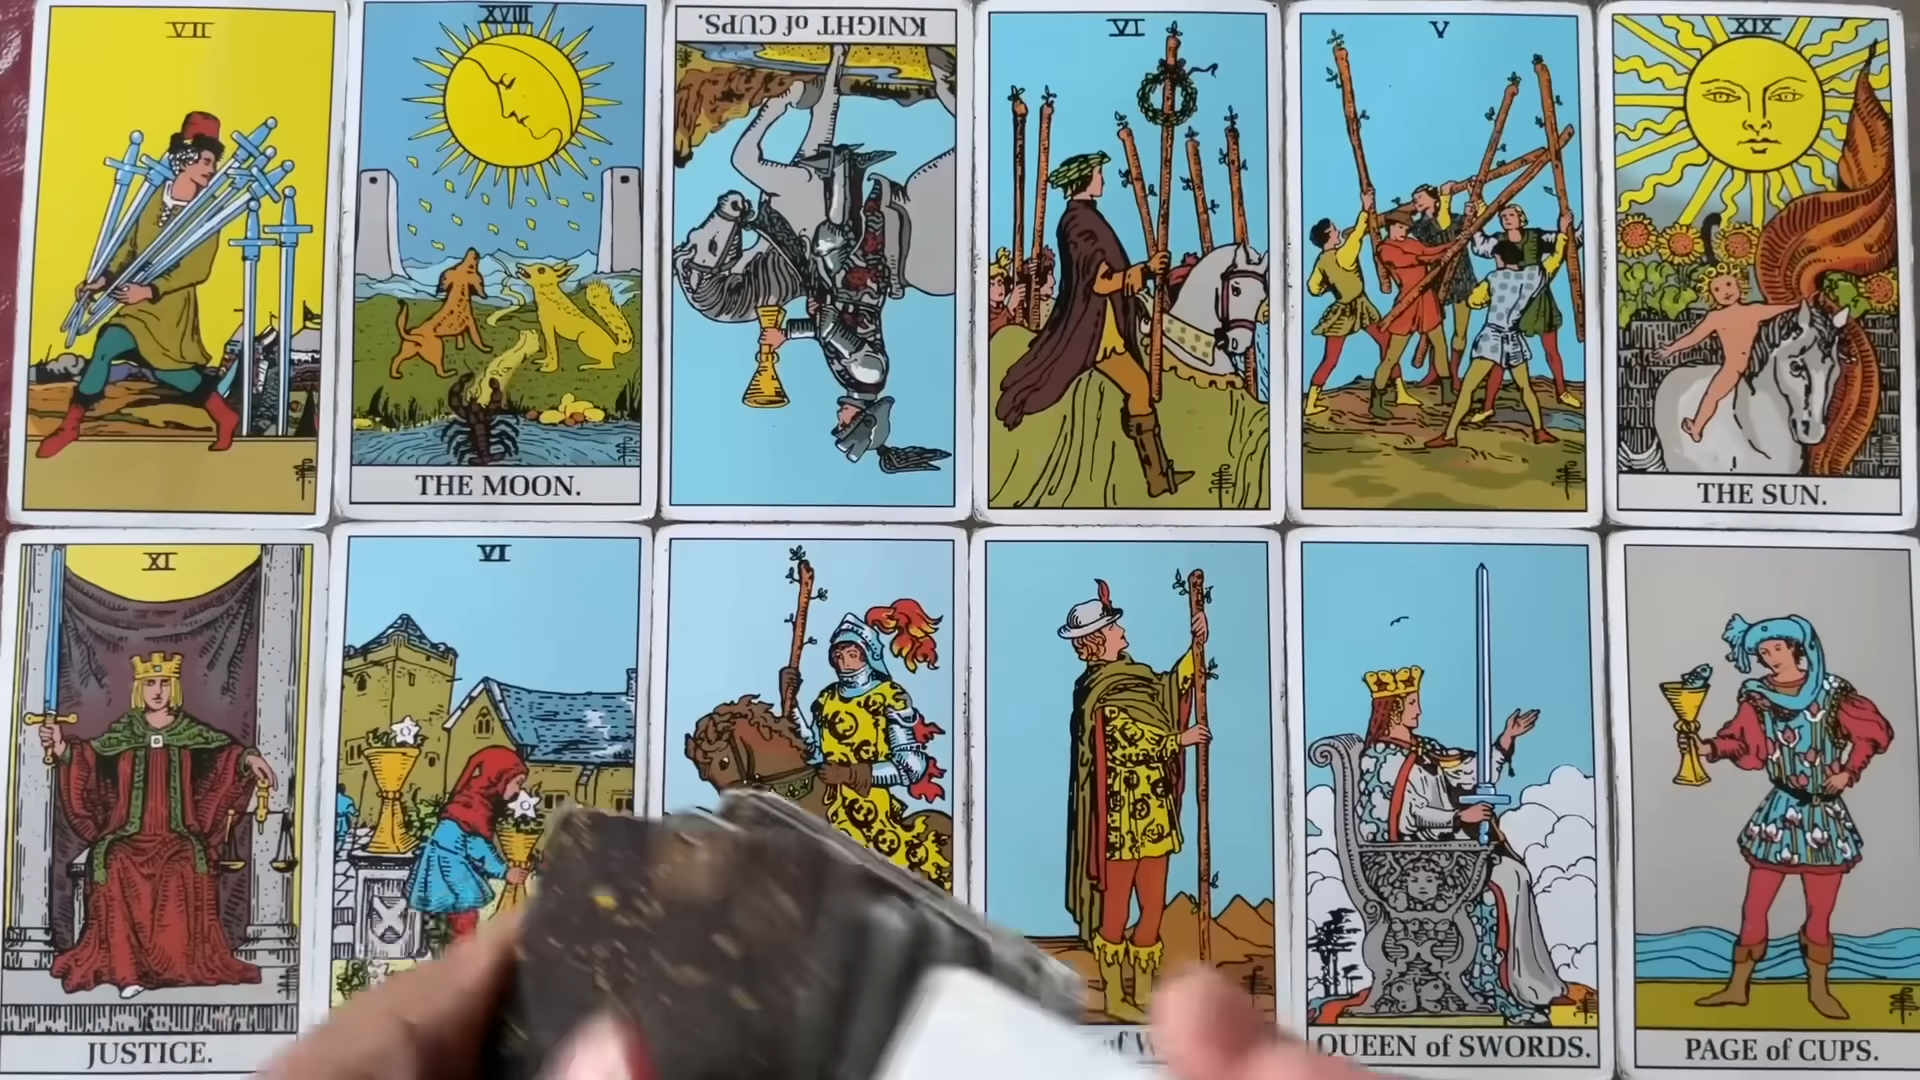 VII
XVIII
KNIGHT of CUPS.
VI
V
XIX
THE MOON.
THE SUN.
XI
VI
JUSTICE.
of
QUEEN of SWORDS.
PAGE of CUPS.